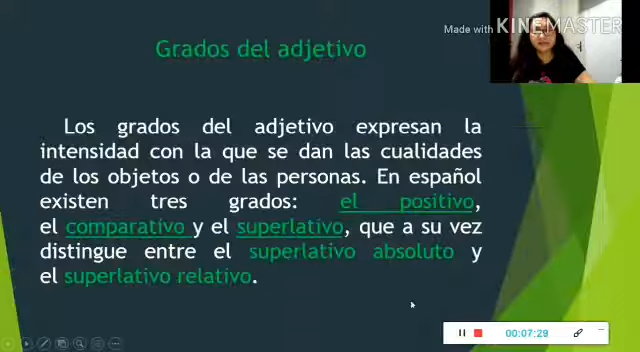 Made with KINEMASTER
Grados del adjetivo
Los grados del adjetivo expresan la
intensidad con la que se dan las cualidades
de los objetos o de las personas. En español
existen tres grados: el positivo,
el comparativo y el superlativo, que a su vez
distingue entre el superlativo absoluto y
el superlativo relativo.
00:07:29